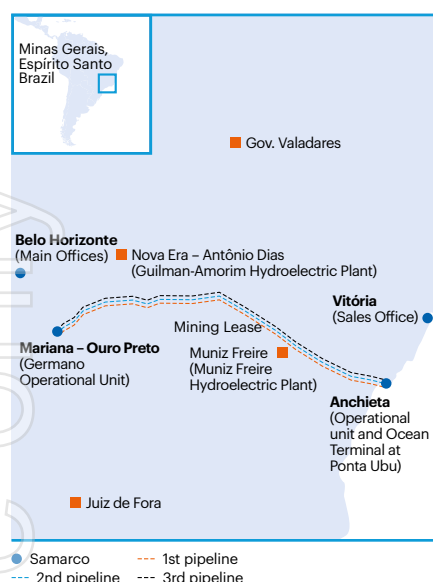 Minas Gerais,
Espírito Santo
Brazil
Gov. Valadares
Belo Horizonte
(Main Offices)
Nova Era – Antônio Dias
(Guilman-Amorim Hydroelectric Plant)
Vitória
(Sales Office)
Mining Lease
Mariana – Ouro Preto
(Germano
Operational Unit)
Muniz Freire
(Muniz Freire
Hydroelectric Plant)
Anchieta
(Operational
unit and Ocean
Terminal at
Ponta Ubu)
Juiz de Fora
Samarco
1st pipeline
2nd pipeline
3rd pipeline